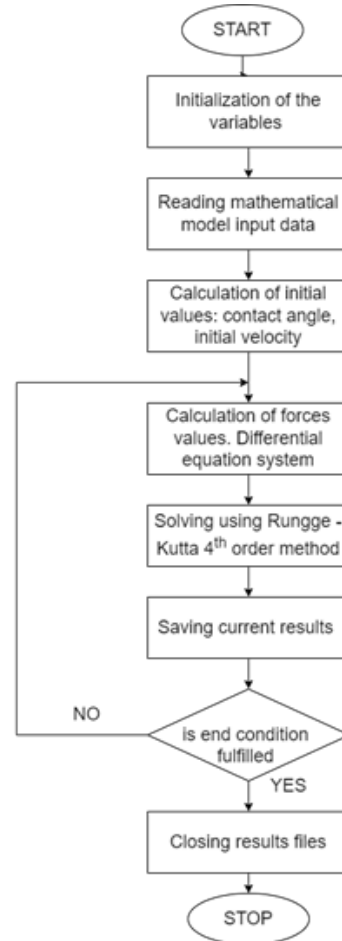 START
Initialization of the
variables
Reading mathematical
model input data
Calculation of initial
values: contact angle,
initial velocity
Calculation of forces
values. Differential
equation system
Solving using Rungge -
Kutta 4th order method
Saving current results
NO
is end condition
fulfilled
YES
Closing results files
STOP